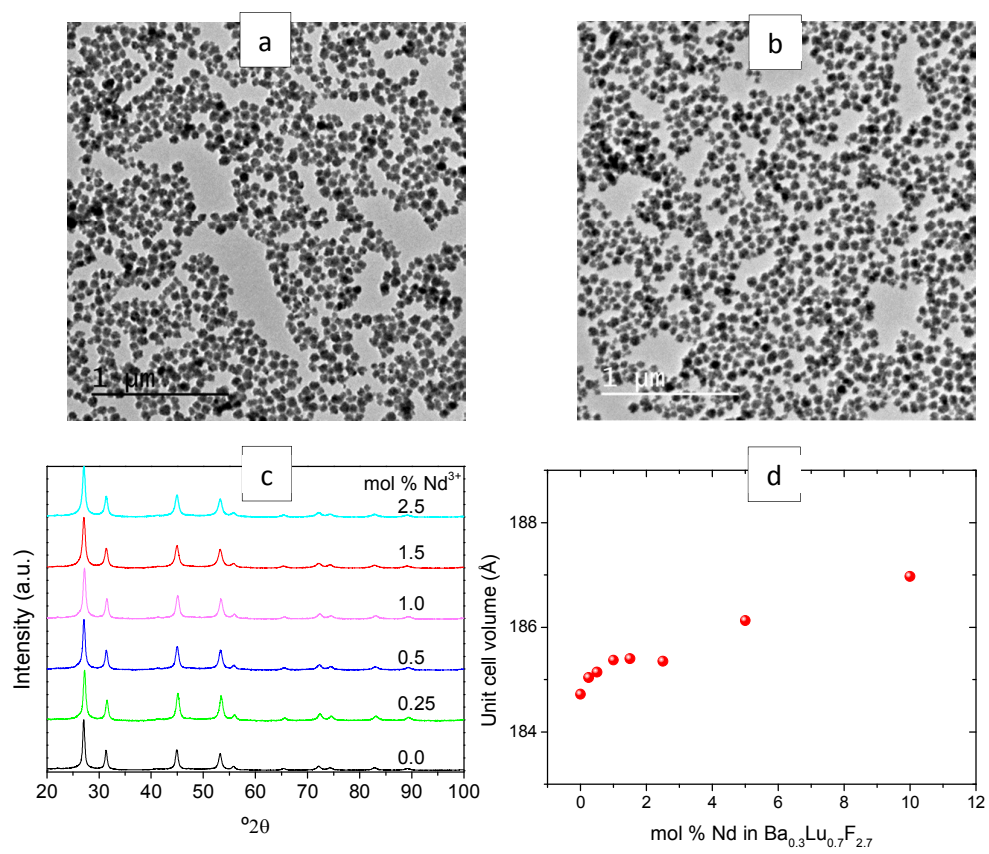 a
1 μm
b
1 μm
c
mol % Nd³⁺
2.5
1.5
1.0
0.5
0.25
0.0
Intensity (a.u.)
20 30 40 50 60 70 80 90 100
º2θ
d
188
186
184
Unit cell volume (Å)
0 2 4 6 8 10 12
mol % Nd in Ba₀.₃Lu₀.₇F₂.₇